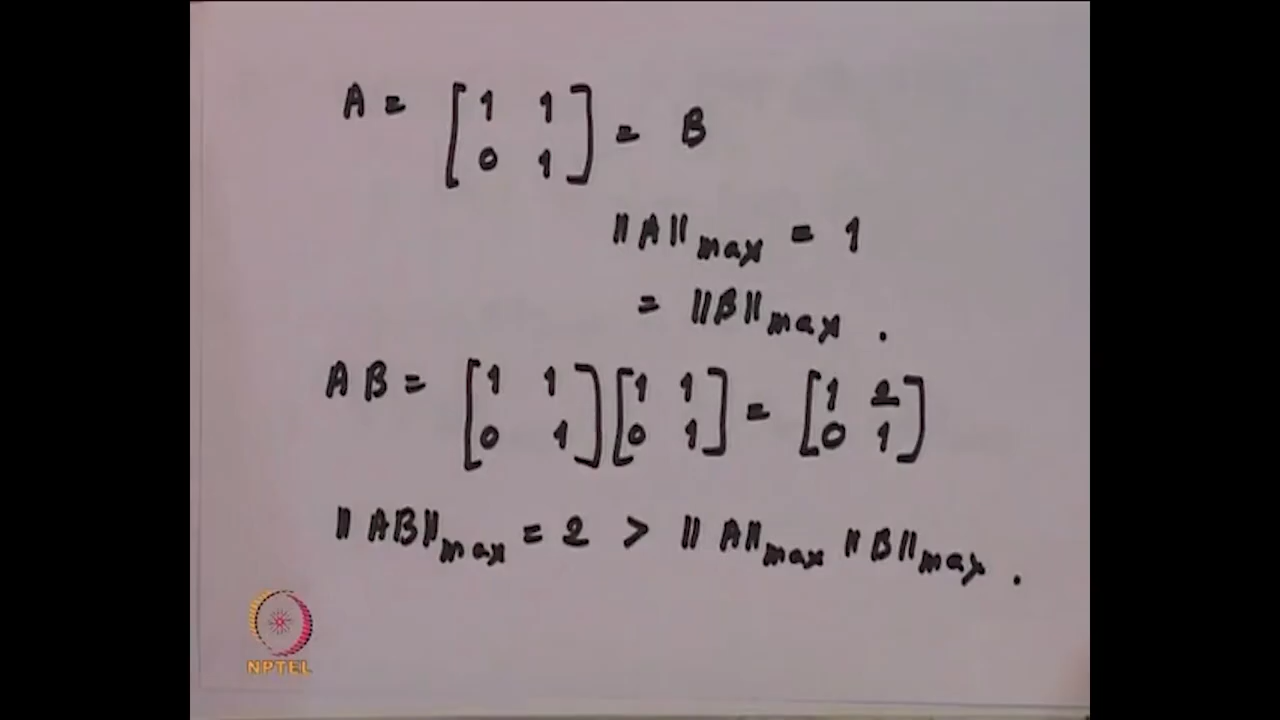 A = [1 1; 0 1] = B
||A||max = 1
= ||B||max .
AB = [1 1; 0 1] [1 1; 0 1] = [1 2; 0 1]
||AB||max = 2 > ||A||max ||B||max .
NPTEL